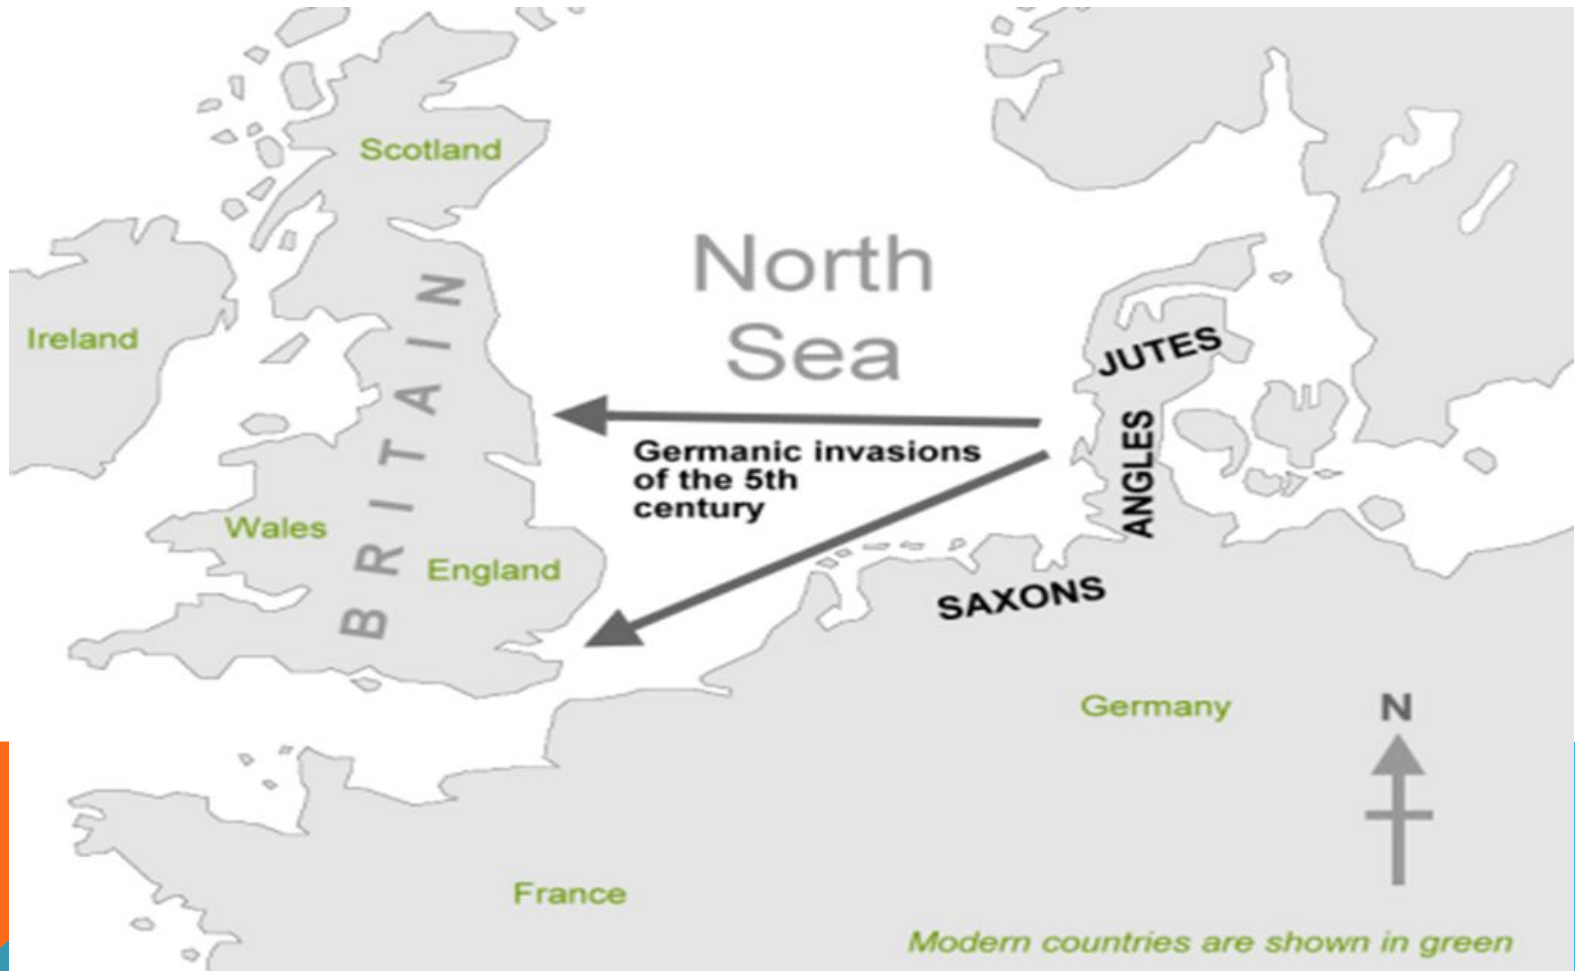 Scotland
North
Sea
BRITAIN
Ireland
JUTES
ANGLES
Germanic invasions
of the 5th
century
Wales
England
SAXONS
Germany
N
France
Modern countries are shown in green